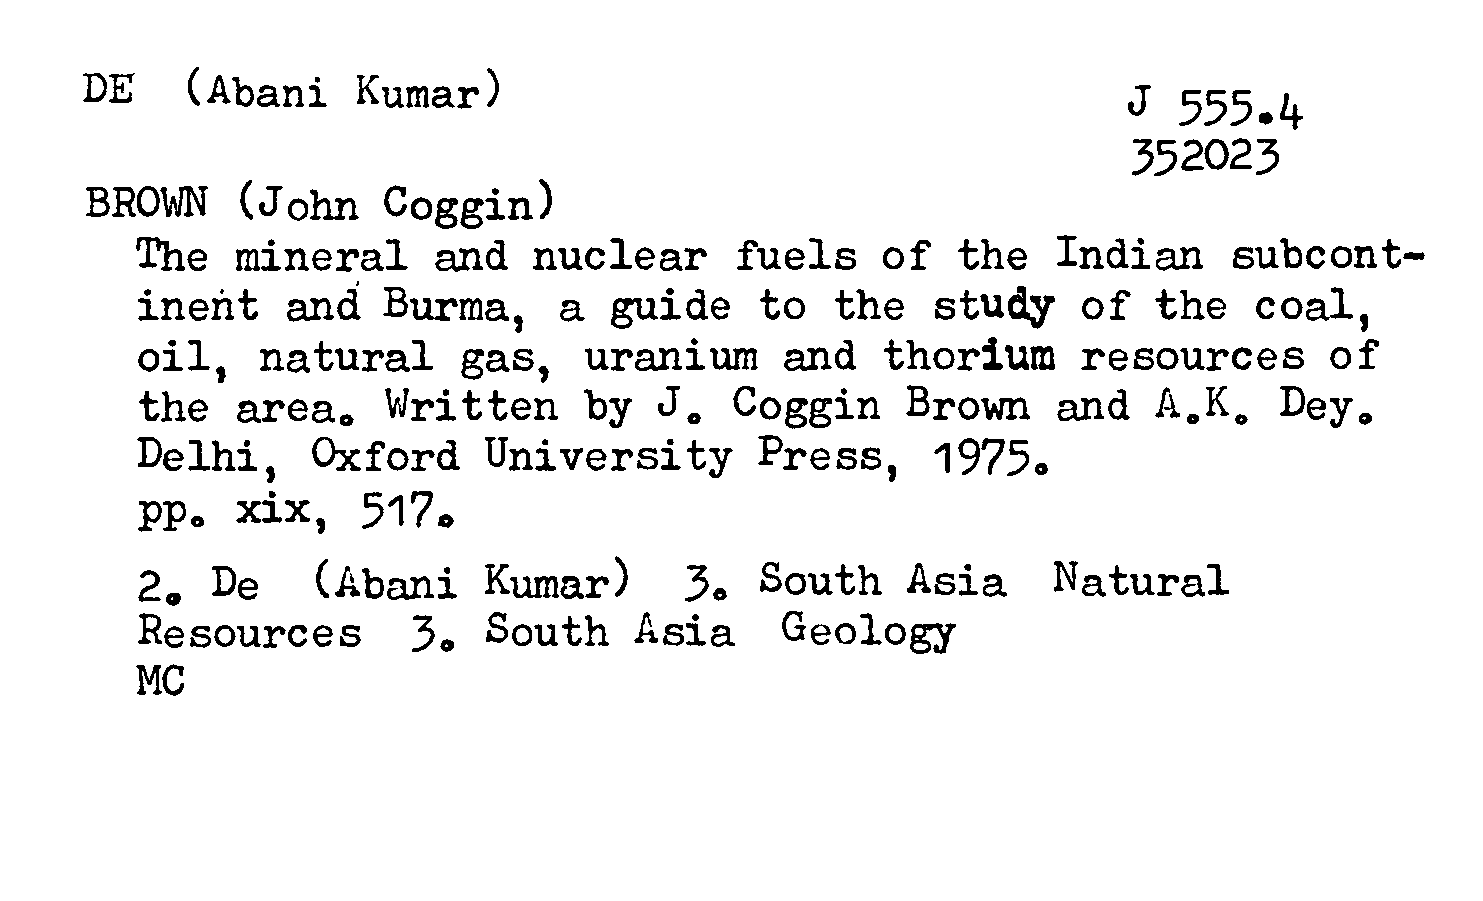 DE (Abani Kumar)
J 555.4
352023
BROWN (John Coggin)
The mineral and nuclear fuels of the Indian subcont-
inent and Burma, a guide to the study of the coal,
oil, natural gas, uranium and thorium resources of
the area. Written by J. Coggin Brown and A.K. Dey.
Delhi, Oxford University Press, 1975.
pp. xix, 517.
2. De (Abani Kumar) 3. South Asia Natural
Resources 3. South Asia Geology
MC